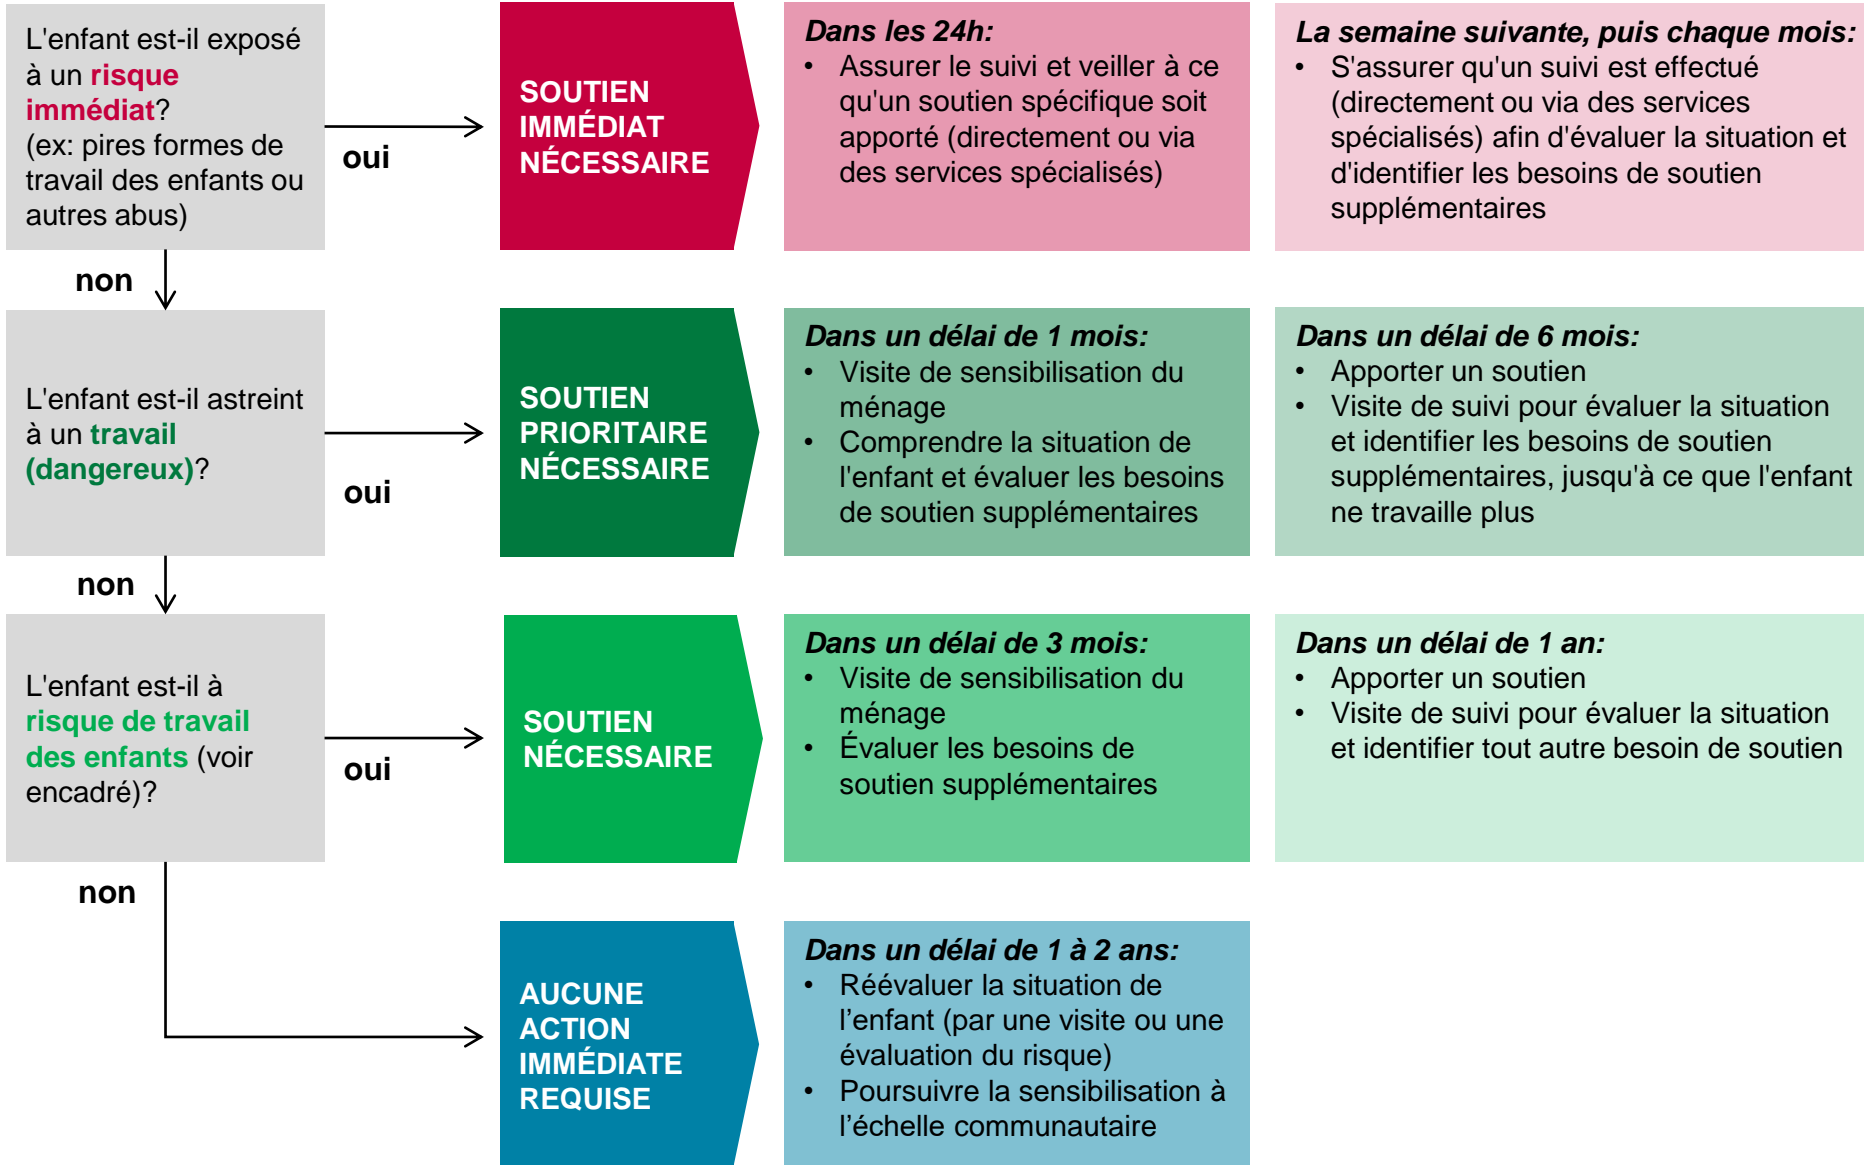 L'enfant est-il exposé
à un risque
immédiat?
(ex: pires formes de
travail des enfants ou
autres abus)
oui
SOUTIEN
IMMÉDIAT
NÉCESSAIRE
Dans les 24h:
• Assurer le suivi et veiller à ce
qu'un soutien spécifique soit
apporté (directement ou via
des services spécialisés)
La semaine suivante, puis chaque mois:
• S'assurer qu'un suivi est effectué
(directement ou via des services
spécialisés) afin d'évaluer la situation et
d'identifier les besoins de soutien
supplémentaires
non
L'enfant est-il astreint
à un travail
(dangereux)?
oui
SOUTIEN
PRIORITAIRE
NÉCESSAIRE
Dans un délai de 1 mois:
• Visite de sensibilisation du
ménage
• Comprendre la situation de
l'enfant et évaluer les besoins
de soutien supplémentaires
Dans un délai de 6 mois:
• Apporter un soutien
• Visite de suivi pour évaluer la situation
et identifier les besoins de soutien
supplémentaires, jusqu'à ce que l'enfant
ne travaille plus
non
L'enfant est-il à
risque de travail
des enfants (voir
encadré)?
oui
SOUTIEN
NÉCESSAIRE
Dans un délai de 3 mois:
• Visite de sensibilisation du
ménage
• Évaluer les besoins de
soutien supplémentaires
Dans un délai de 1 an:
• Apporter un soutien
• Visite de suivi pour évaluer la situation
et identifier tout autre besoin de soutien
non
AUCUNE
ACTION
IMMÉDIATE
REQUISE
Dans un délai de 1 à 2 ans:
• Réévaluer la situation de
l’enfant (par une visite ou une
évaluation du risque)
• Poursuivre la sensibilisation à
l’échelle communautaire